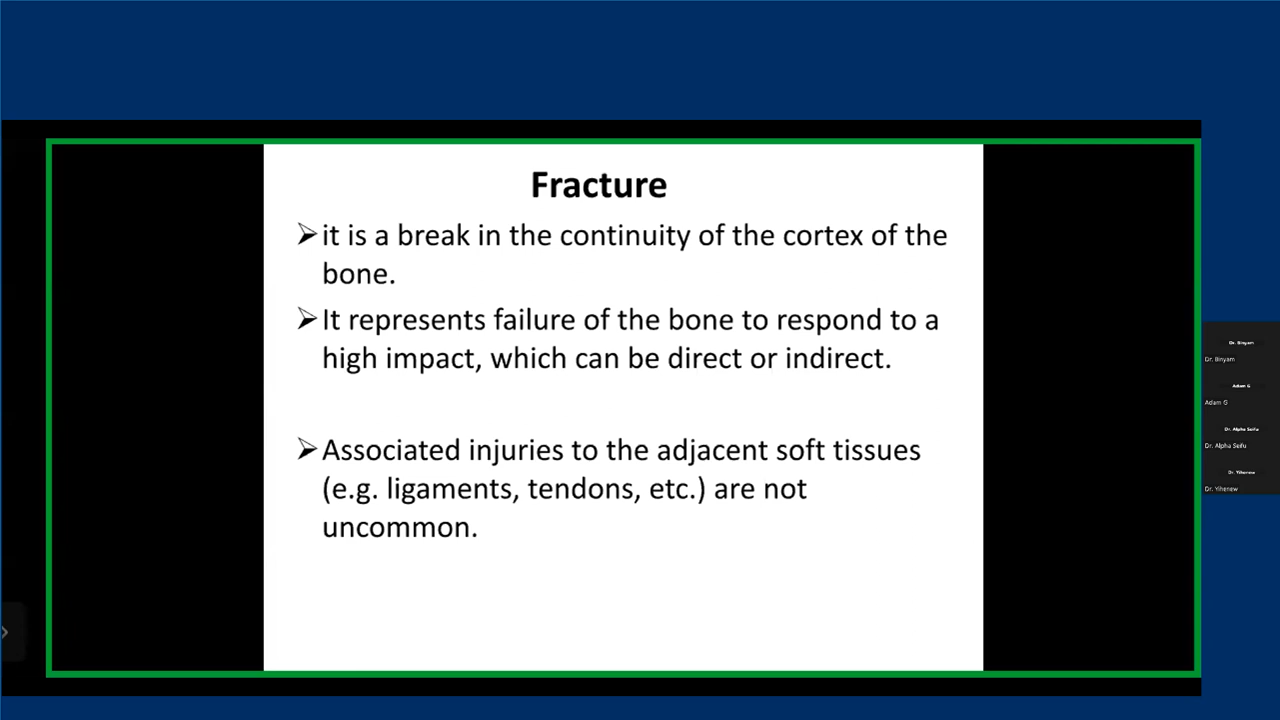 Fracture
➢it is a break in the continuity of the cortex of the
bone.
➢It represents failure of the bone to respond to a
high impact, which can be direct or indirect.
➢Associated injuries to the adjacent soft tissues
(e.g. ligaments, tendons, etc.) are not
uncommon.
Dr. Binyam
Dr. Binyam
Adam G
Adam G
Dr. Alpha Seifu
Dr. Alpha Seifu
Dr. Yihenew
Dr. Yihenew